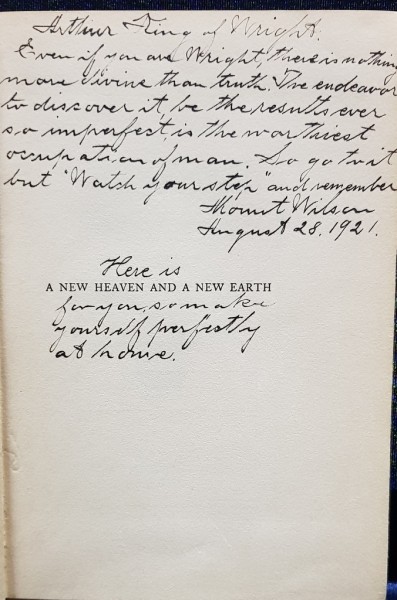 Arthur King of Wright.
Even if you are Wright, there is nothing
more divine than truth. The endeavor
to discover it, be the results ever
so imperfect, is the worthiest
occupation of man. So go to it
but "Watch your step" and remember
Mount Wilson
August 28, 1921.
Here is
A NEW HEAVEN AND A NEW EARTH
for you, so make
yourself perfectly
at home.